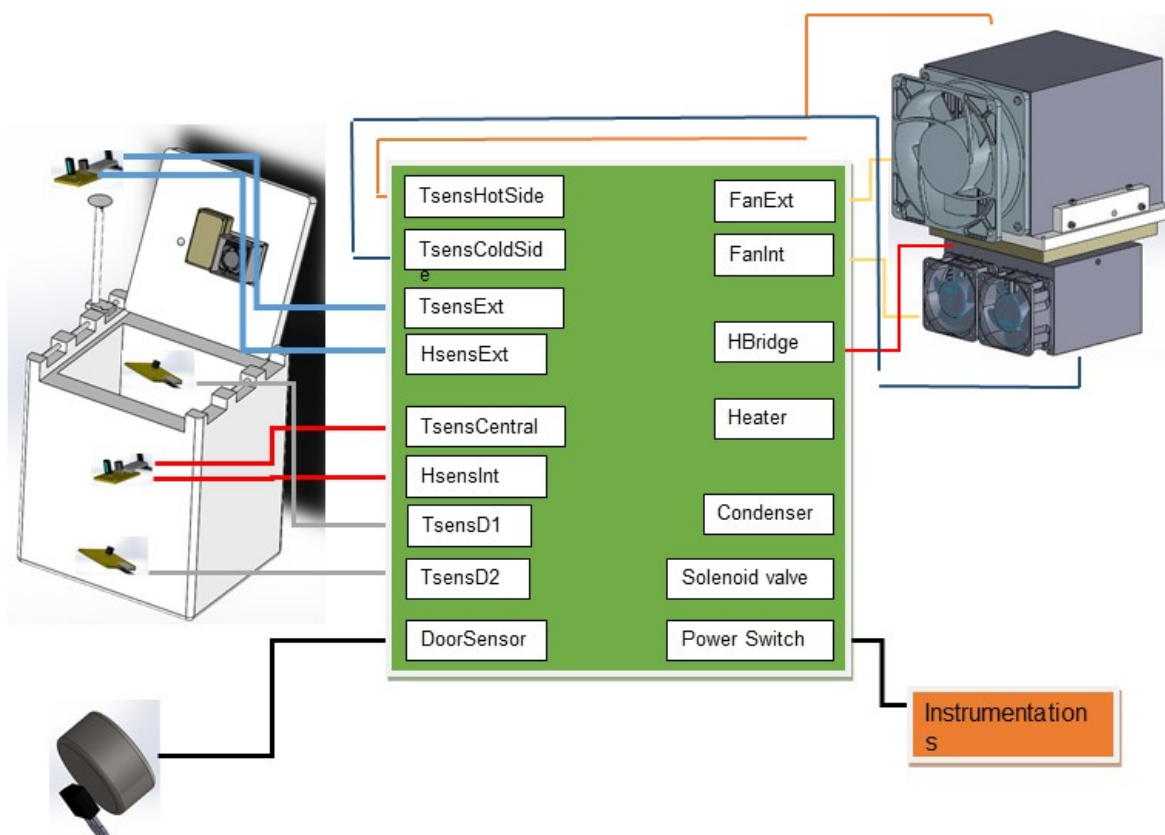 TsensHotSide
TsensColdSid
e
TsensExt
HsensExt
TsensCentral
HsensInt
TsensD1
TsensD2
DoorSensor
FanExt
FanInt
HBridge
Heater
Condenser
Solenoid valve
Power Switch
Instrumentation
s